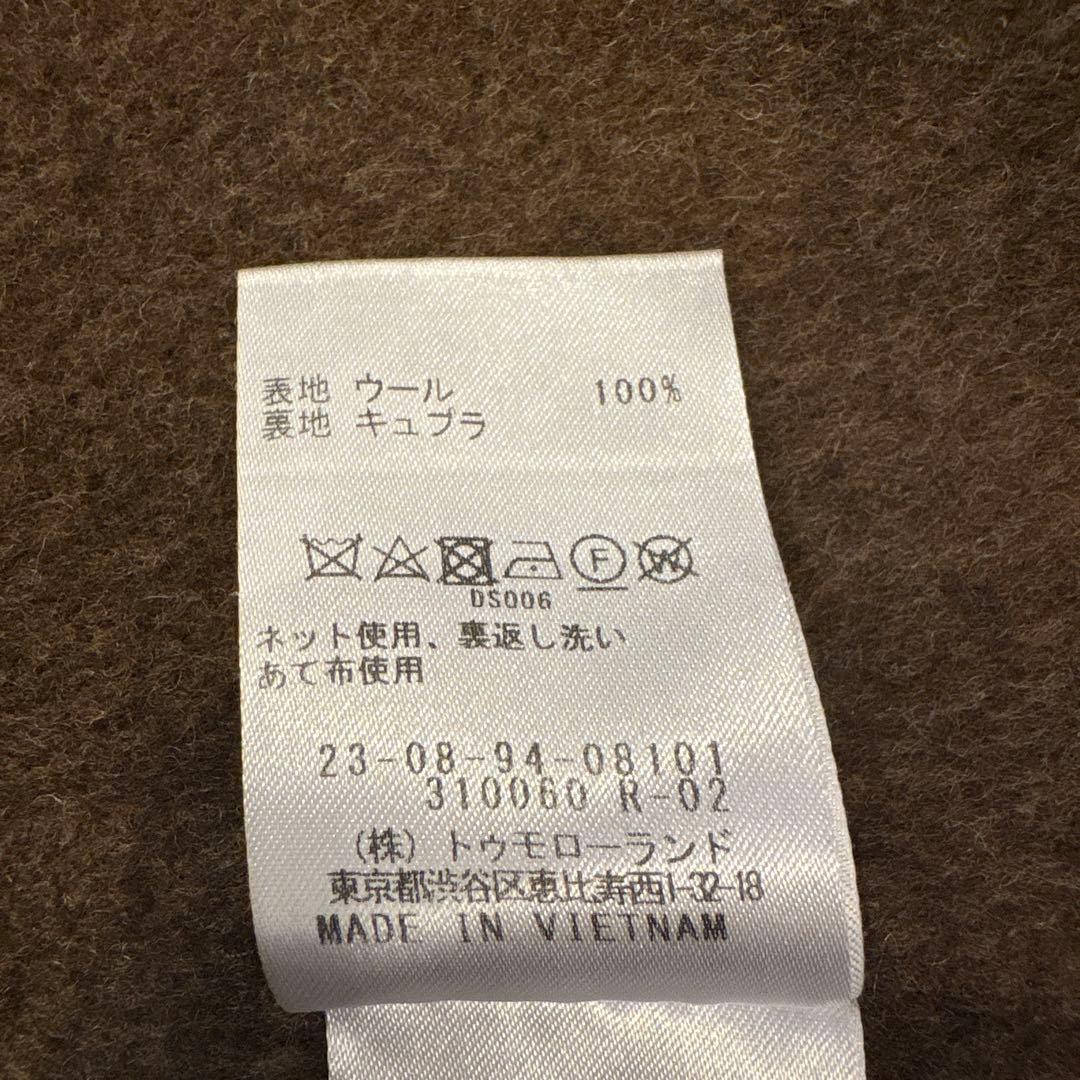 表地 ウール 100%
裏地 キュプラ
F W
DS006
ネット使用、裏返し洗い
あて布使用
23-08-94-08101
310060 R-02
(株) トゥモローランド
東京都渋谷区恵比寿西1-32-18
MADE IN VIETNAM